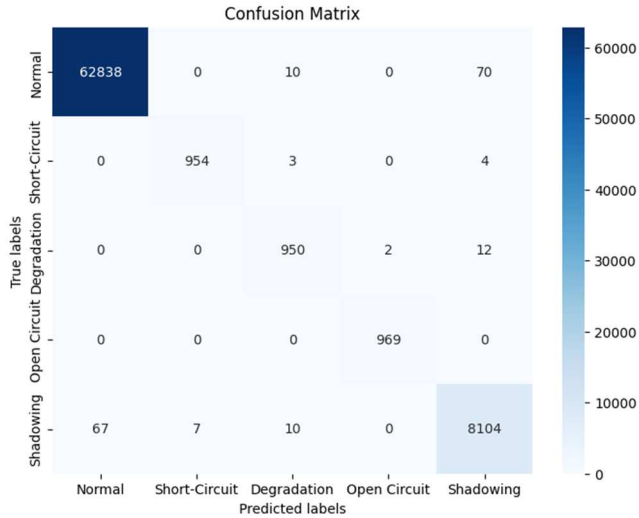 Confusion Matrix
Normal 62838 0 10 0 70
Short-Circuit 0 954 3 0 4
Degradation 0 0 950 2 12
Open Circuit 0 0 0 969 0
Shadowing 67 7 10 0 8104
True labels
Normal Short-Circuit Degradation Open Circuit Shadowing
Predicted labels
60000
50000
40000
30000
20000
10000
0